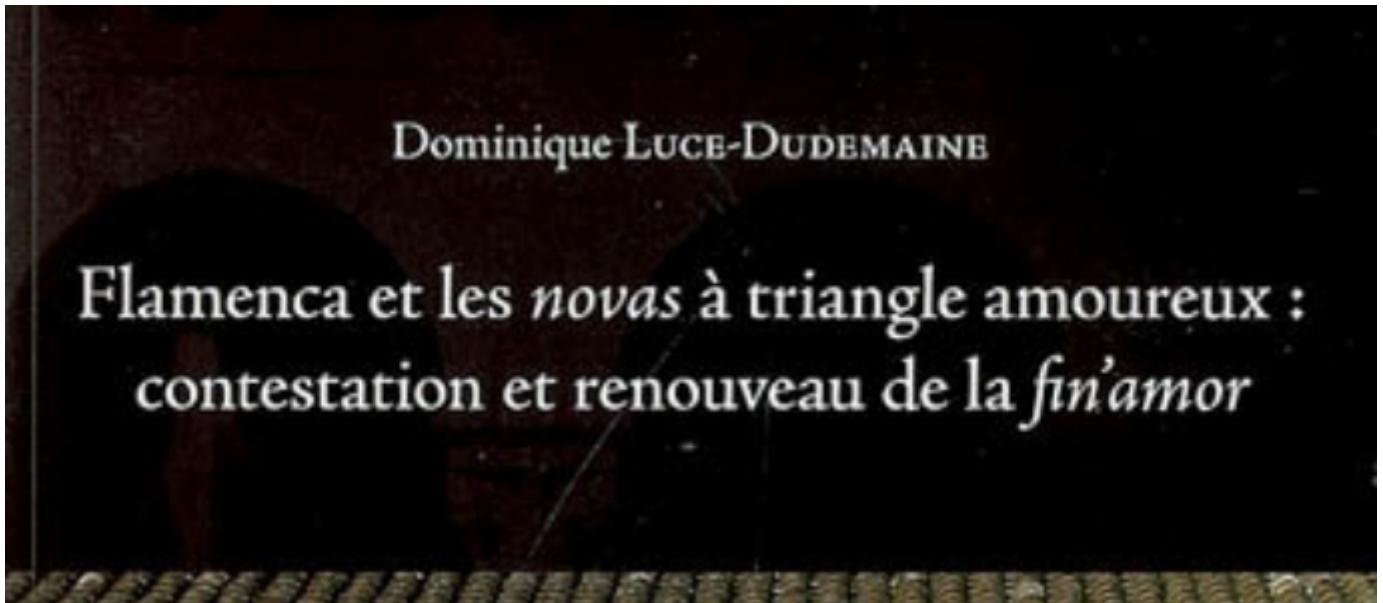 Dominique LUCE-DUDEMAINE
Flamenca et les novas à triangle amoureux :
contestation et renouveau de la fin'amor